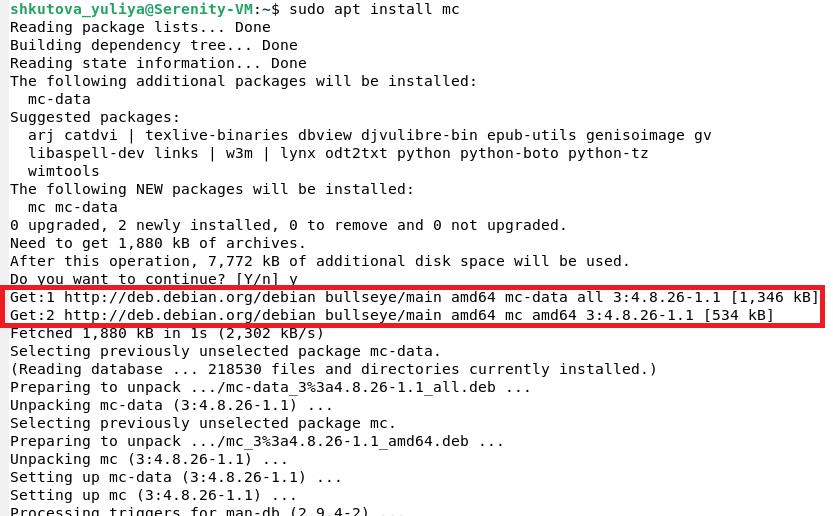 shkutova_yuliya@Serenity-VM:~$ sudo apt install mc
Reading package lists... Done
Building dependency tree... Done
Reading state information... Done
The following additional packages will be installed:
  mc-data
Suggested packages:
  arj catdvi | texlive-binaries dbview djvulibre-bin epub-utils genisoimage gv
  libaspell-dev links | w3m | lynx odt2txt python python-boto python-tz
  wimtools
The following NEW packages will be installed:
  mc mc-data
0 upgraded, 2 newly installed, 0 to remove and 0 not upgraded.
Need to get 1,880 kB of archives.
After this operation, 7,772 kB of additional disk space will be used.
Do you want to continue? [Y/n] y
Get:1 http://deb.debian.org/debian bullseye/main amd64 mc-data all 3:4.8.26-1.1 [1,346 kB]
Get:2 http://deb.debian.org/debian bullseye/main amd64 mc amd64 3:4.8.26-1.1 [534 kB]
Fetched 1,880 kB in 1s (2,302 kB/s)
Selecting previously unselected package mc-data.
(Reading database ... 218530 files and directories currently installed.)
Preparing to unpack .../mc-data_3%3a4.8.26-1.1_all.deb ...
Unpacking mc-data (3:4.8.26-1.1) ...
Selecting previously unselected package mc.
Preparing to unpack .../mc_3%3a4.8.26-1.1_amd64.deb ...
Unpacking mc (3:4.8.26-1.1) ...
Setting up mc-data (3:4.8.26-1.1) ...
Setting up mc (3:4.8.26-1.1) ...
Processing triggers for man-db (2.9.4-2) ...